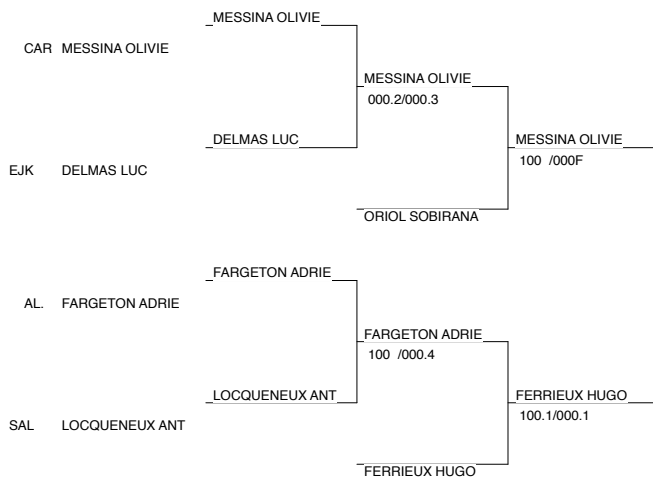 MESSINA OLIVIE
CAR MESSINA OLIVIE
MESSINA OLIVIE
000.2/000.3
DELMAS LUC
MESSINA OLIVIE
100 /000F
EJK DELMAS LUC
ORIOL SOBIRANA
FARGETON ADRIE
AL. FARGETON ADRIE
FARGETON ADRIE
100 /000.4
LOCQUENEUX ANT
FERRIEUX HUGO
100.1/000.1
SAL LOCQUENEUX ANT
FERRIEUX HUGO